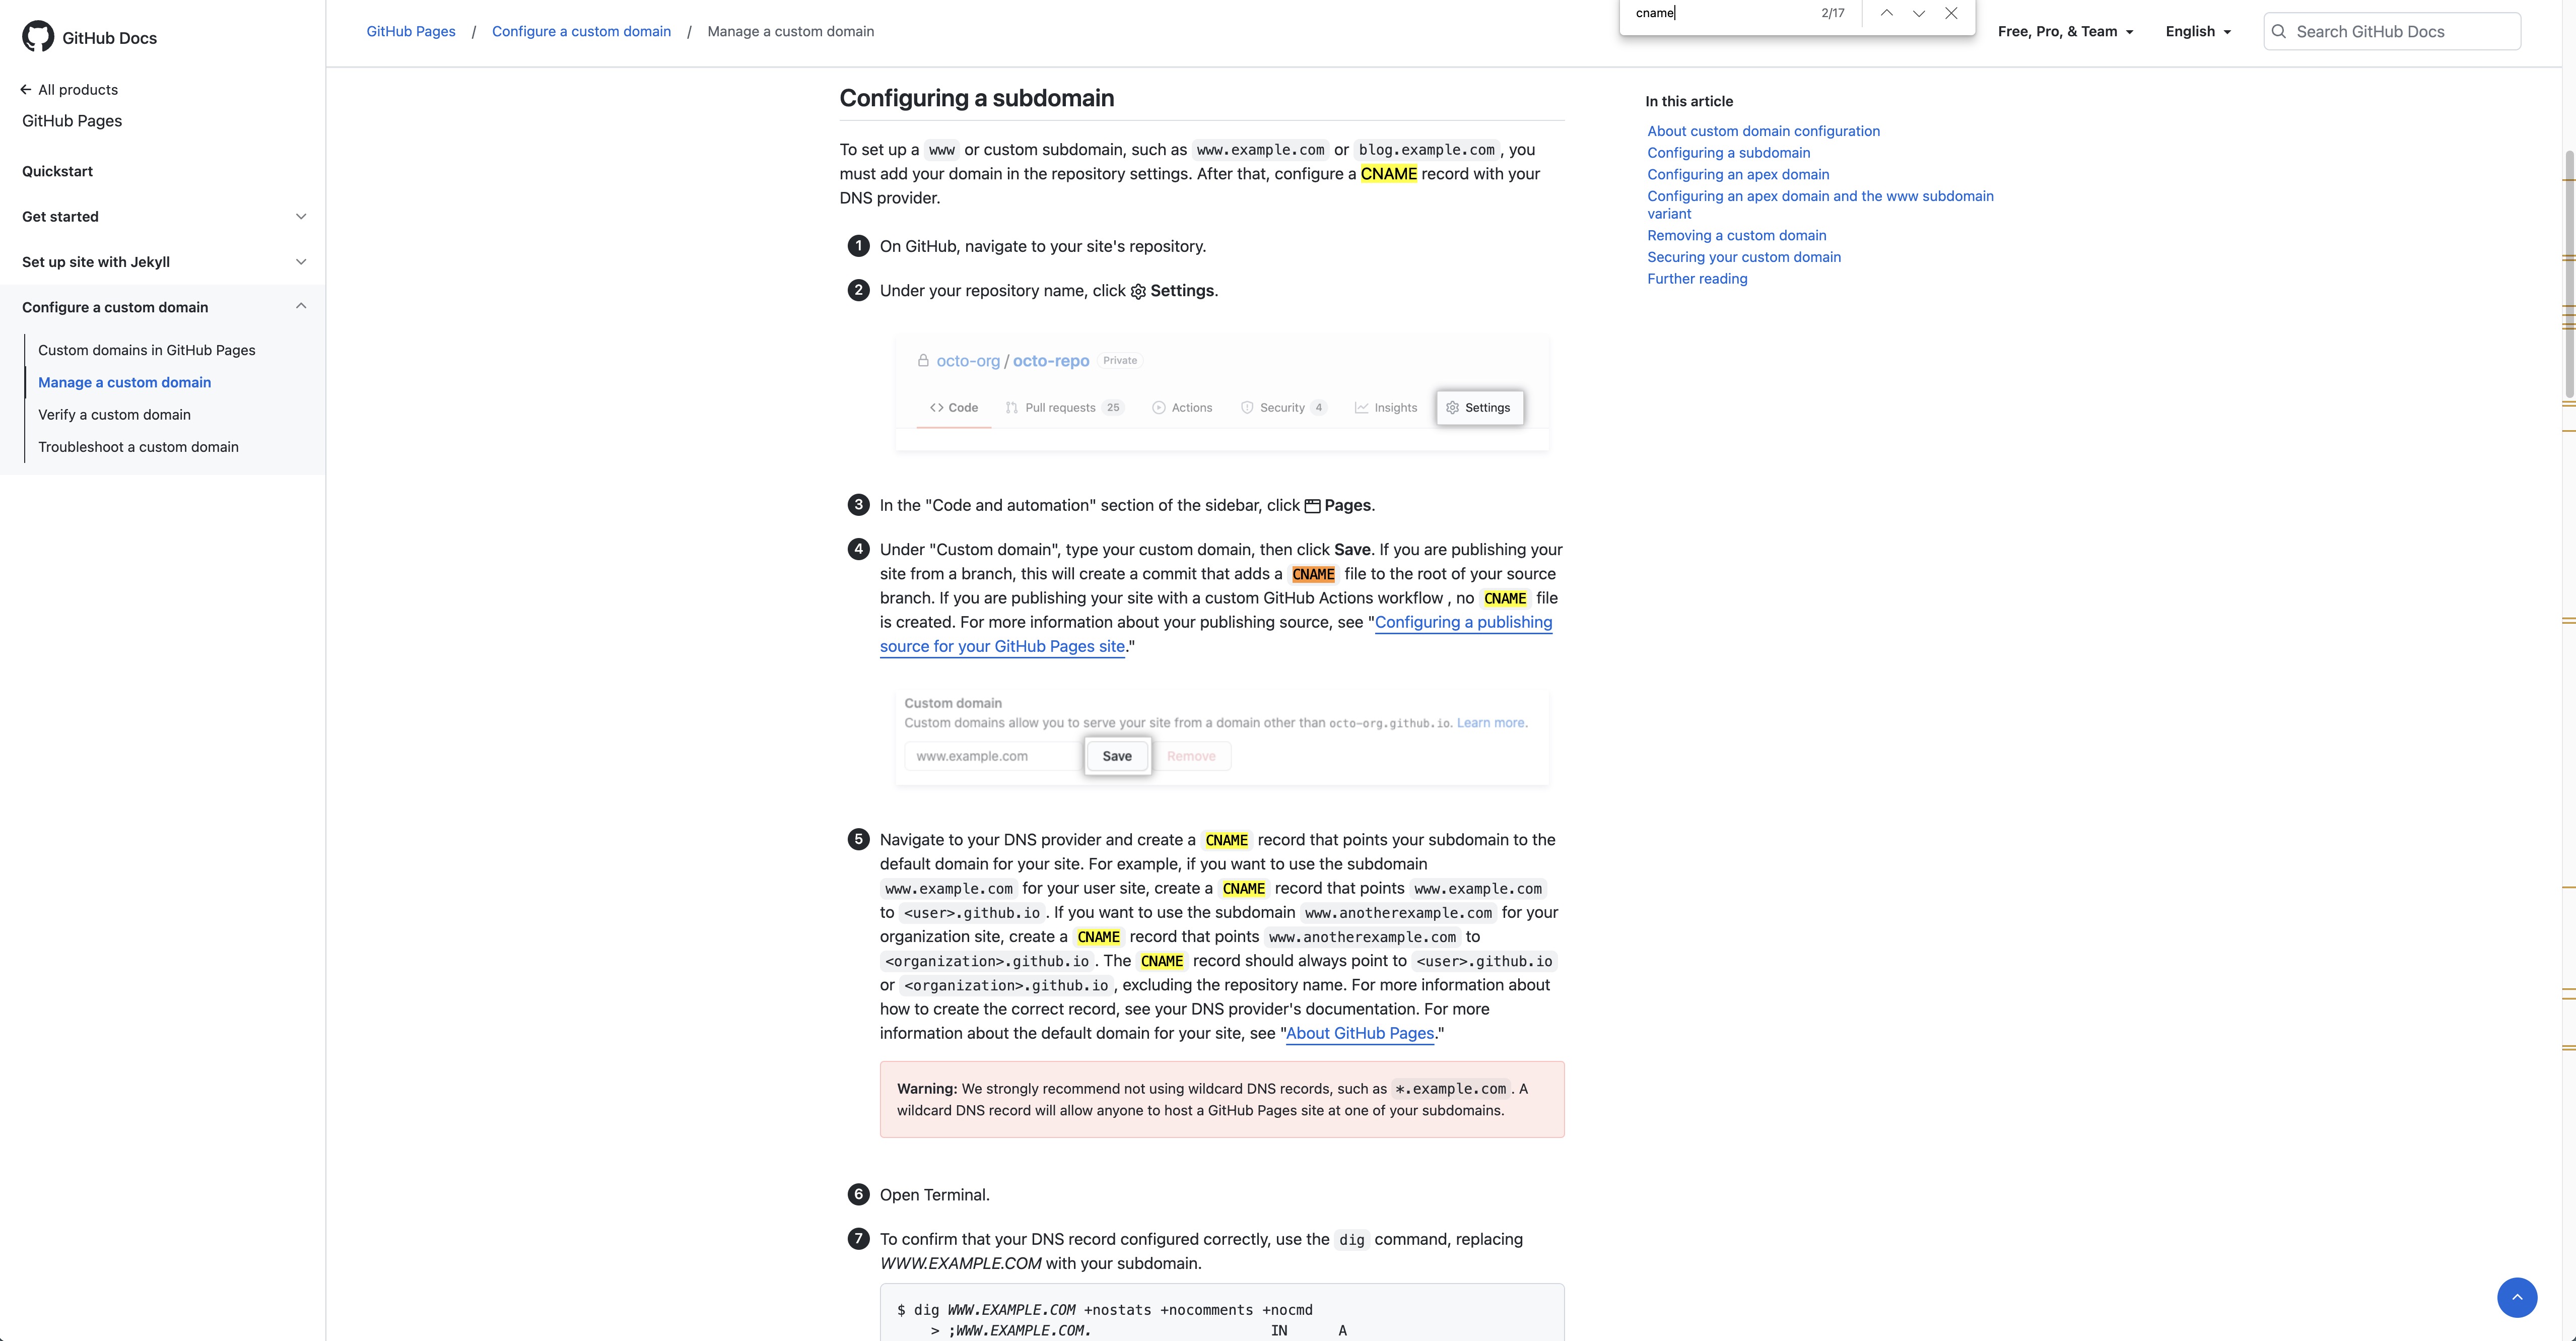 GitHub Docs
← All products
GitHub Pages
Quickstart
Get started
Set up site with Jekyll
Configure a custom domain
Custom domains in GitHub Pages
Manage a custom domain
Verify a custom domain
Troubleshoot a custom domain
GitHub Pages / Configure a custom domain / Manage a custom domain
cname 2/17
Free, Pro, & Team English Search GitHub Docs
Configuring a subdomain
To set up a www or custom subdomain, such as www.example.com or blog.example.com, you
must add your domain in the repository settings. After that, configure a CNAME record with your
DNS provider.
1 On GitHub, navigate to your site's repository.
2 Under your repository name, click Settings.
octo-org / octo-repo Private
<> Code Pull requests 25 Actions Security 4 Insights Settings
3 In the "Code and automation" section of the sidebar, click Pages.
4 Under "Custom domain", type your custom domain, then click Save. If you are publishing your
site from a branch, this will create a commit that adds a CNAME file to the root of your source
branch. If you are publishing your site with a custom GitHub Actions workflow , no CNAME file
is created. For more information about your publishing source, see "Configuring a publishing
source for your GitHub Pages site."
Custom domain
Custom domains allow you to serve your site from a domain other than octo-org.github.io. Learn more.
www.example.com Save Remove
5 Navigate to your DNS provider and create a CNAME record that points your subdomain to the
default domain for your site. For example, if you want to use the subdomain
www.example.com for your user site, create a CNAME record that points www.example.com
to <user>.github.io . If you want to use the subdomain www.anotherexample.com for your
organization site, create a CNAME record that points www.anotherexample.com to
<organization>.github.io . The CNAME record should always point to <user>.github.io
or <organization>.github.io , excluding the repository name. For more information about
how to create the correct record, see your DNS provider's documentation. For more
information about the default domain for your site, see "About GitHub Pages."
Warning: We strongly recommend not using wildcard DNS records, such as *.example.com . A
wildcard DNS record will allow anyone to host a GitHub Pages site at one of your subdomains.
6 Open Terminal.
7 To confirm that your DNS record configured correctly, use the dig command, replacing
WWW.EXAMPLE.COM with your subdomain.
$ dig WWW.EXAMPLE.COM +nostats +nocomments +nocmd
> ;WWW.EXAMPLE.COM. IN A
In this article
About custom domain configuration
Configuring a subdomain
Configuring an apex domain
Configuring an apex domain and the www subdomain
variant
Removing a custom domain
Securing your custom domain
Further reading